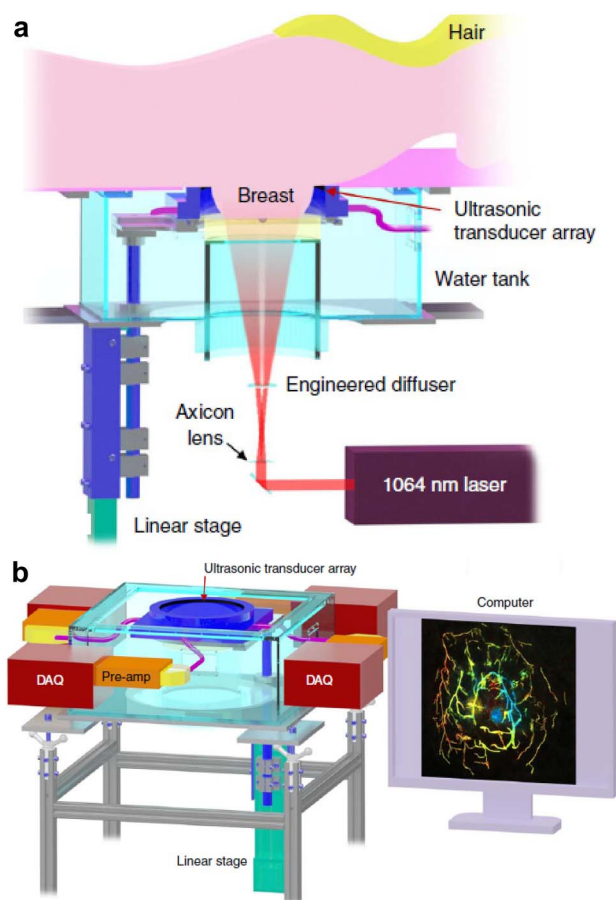 a
Hair
Breast
Ultrasonic
transducer array
Water tank
Engineered diffuser
Axicon
lens
1064 nm laser
Linear stage
b
Ultrasonic transducer array
Computer
DAQ
Pre-amp
DAQ
Linear stage